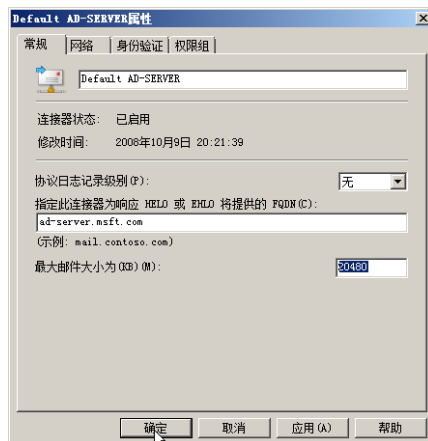 Default AD-SERVER属性
常规 网络 身份验证 权限组
Default AD-SERVER
连接器状态: 已启用
修改时间: 2008年10月9日 20:21:39
协议日志记录级别(P): 无
指定此连接器为响应 HELO 或 EHLO 将提供的 FQDN(C):
ad-server.msft.com
(示例: mail.contoso.com)
最大邮件大小为(KB)(M): 20480
确定 取消 应用(A) 帮助